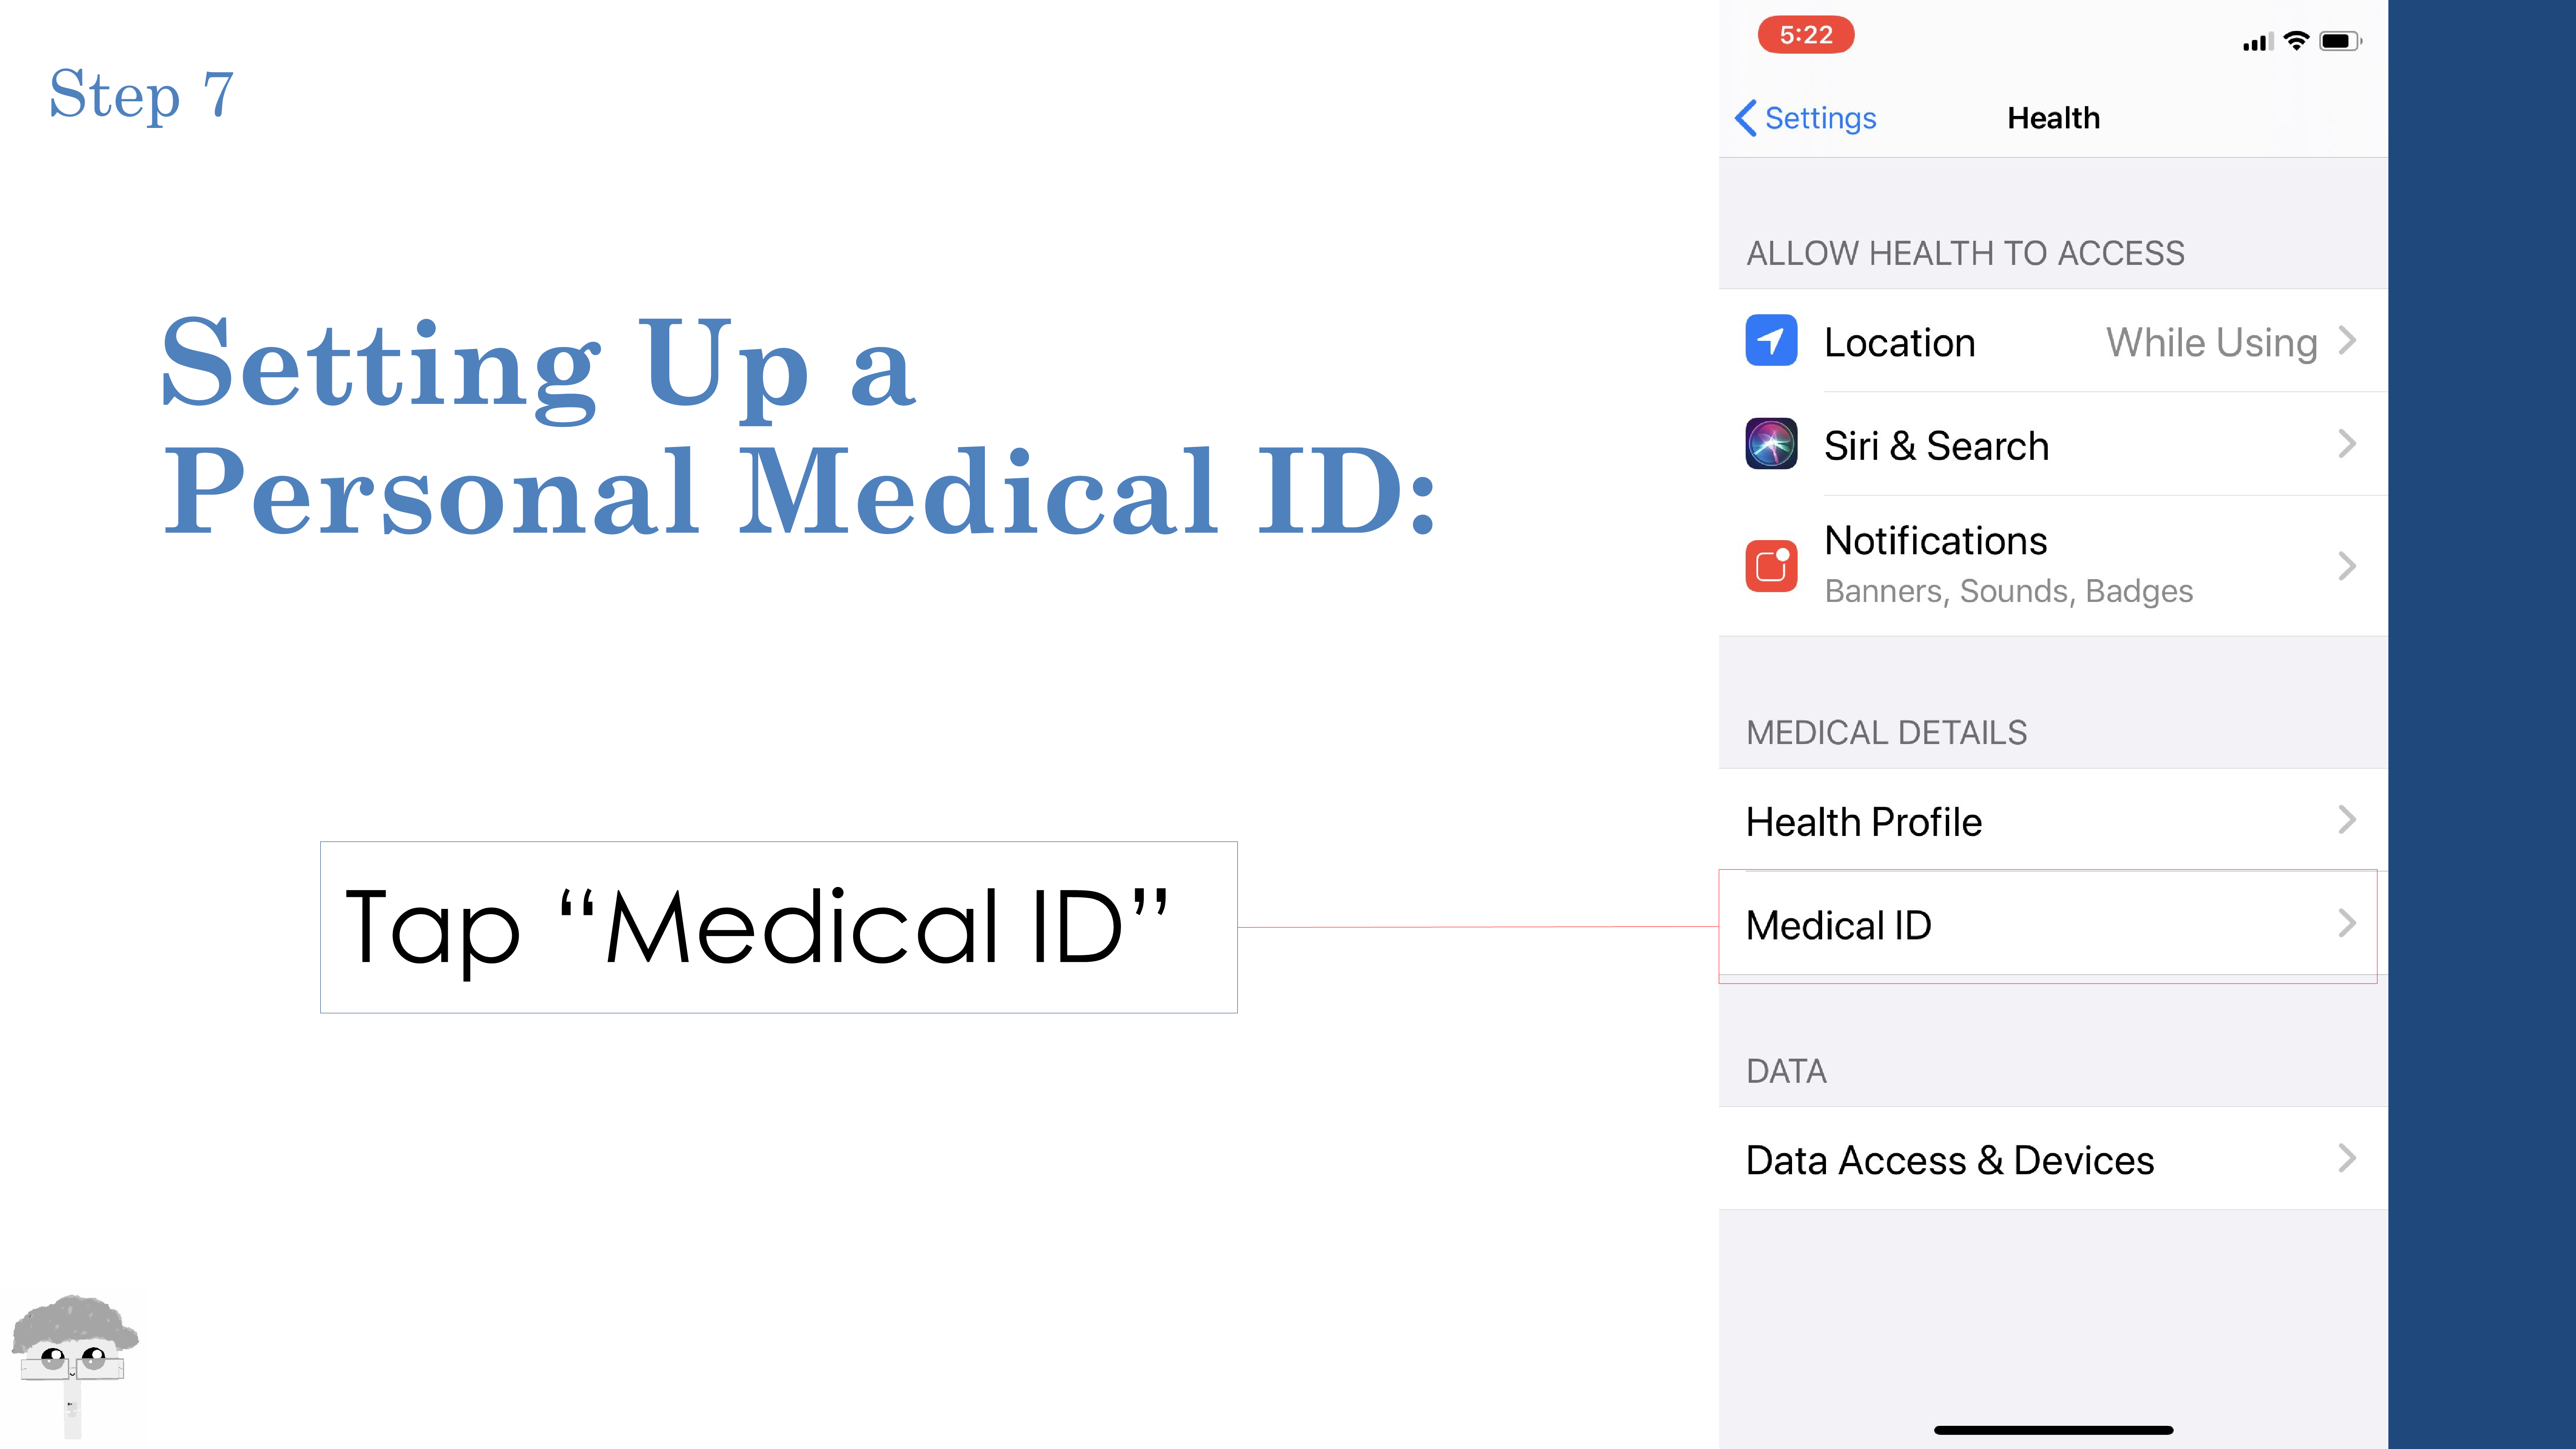 Step 7
Setting Up a
Personal Medical ID:
Tap “Medical ID”
5:22
Settings
Health
ALLOW HEALTH TO ACCESS
Location While Using
Siri & Search
Notifications
Banners, Sounds, Badges
MEDICAL DETAILS
Health Profile
Medical ID
DATA
Data Access & Devices